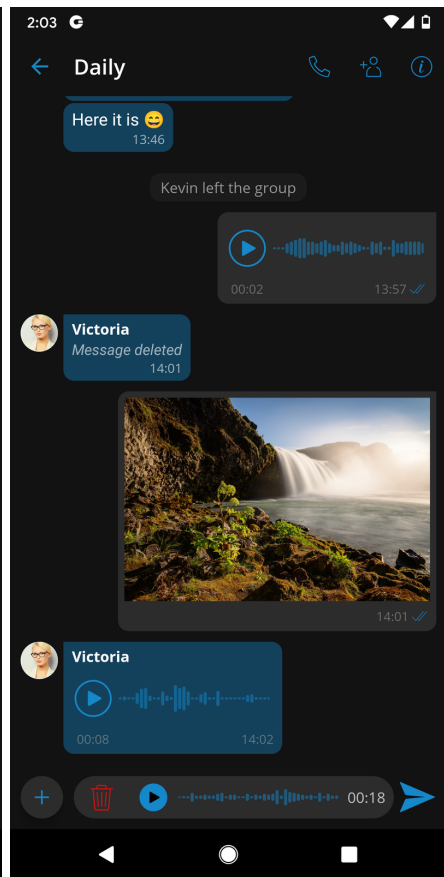 2:03
Daily
Here it is 😄
13:46
Kevin left the group
00:02 13:57
Victoria
Message deleted
14:01
14:01
Victoria
00:08 14:02
00:18